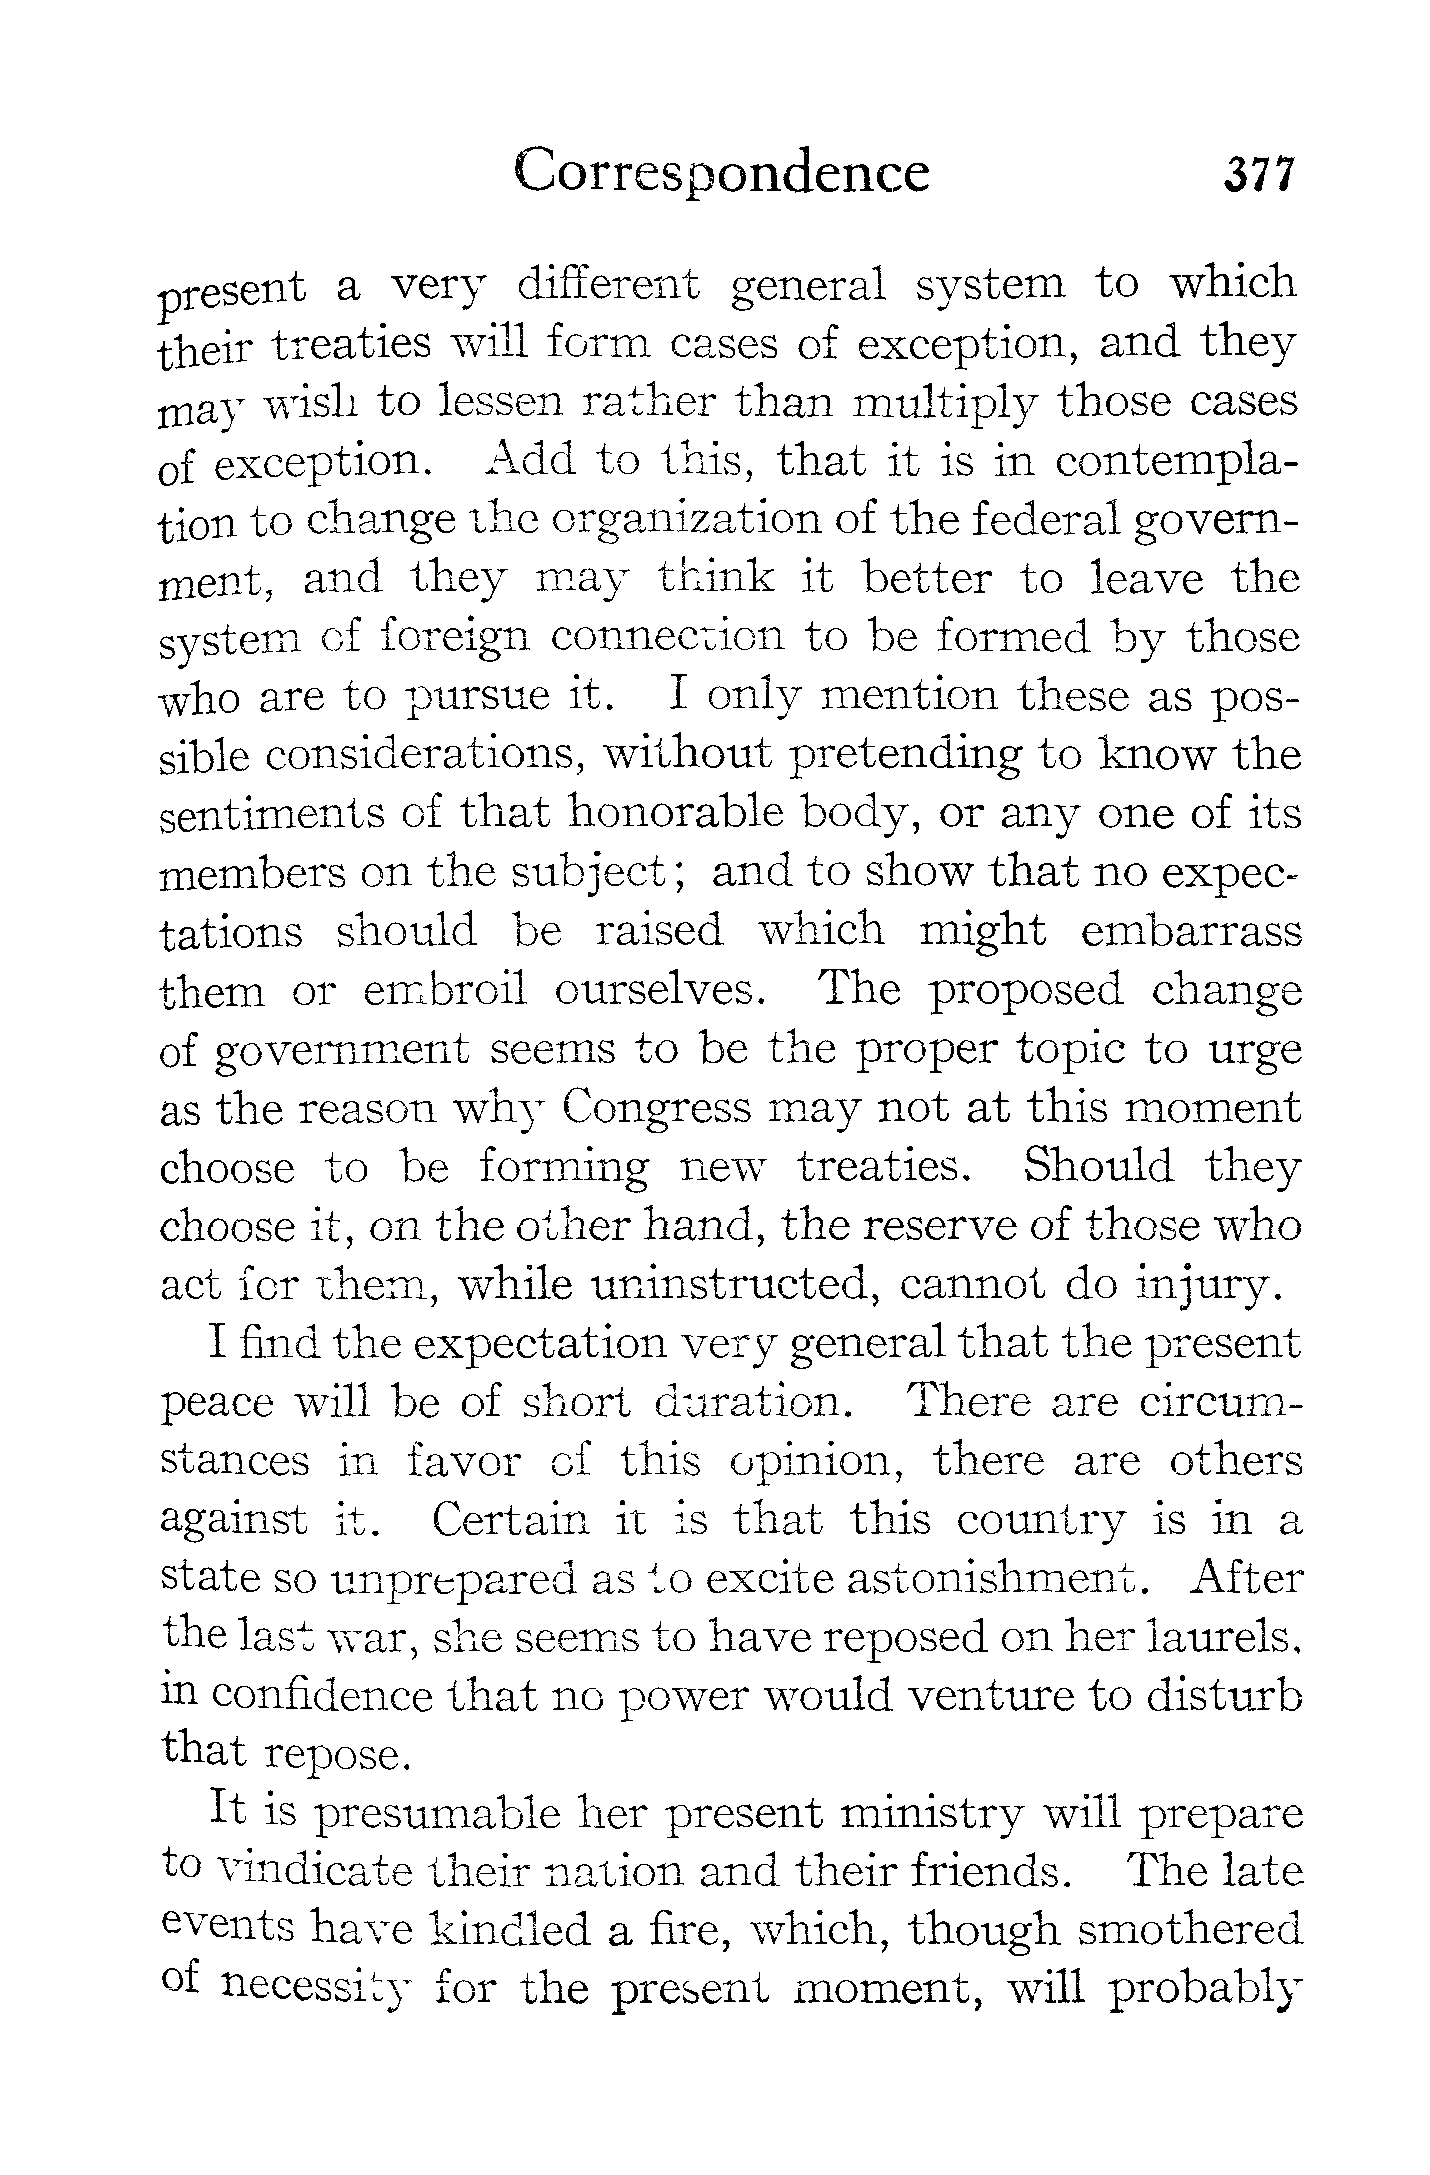 Correspondence 377
present a very different general system to which
their treaties will form cases of exception, and they
may wish to lessen rather than multiply those cases
of exception. Add to this, that it is in contempla-
tion to change the organization of the federal govern-
ment, and they may think it better to leave the
system of foreign connection to be formed by those
who are to pursue it. I only mention these as pos-
sible considerations, without pretending to know the
sentiments of that honorable body, or any one of its
members on the subject; and to show that no expec-
tations should be raised which might embarrass
them or embroil ourselves. The proposed change
of government seems to be the proper topic to urge
as the reason why Congress may not at this moment
choose to be forming new treaties. Should they
choose it, on the other hand, the reserve of those who
act for them, while uninstructed, cannot do injury.
I find the expectation very general that the present
peace will be of short duration. There are circum-
stances in favor of this opinion, there are others
against it. Certain it is that this country is in a
state so unprepared as to excite astonishment. After
the last war, she seems to have reposed on her laurels,
in confidence that no power would venture to disturb
that repose.
It is presumable her present ministry will prepare
to vindicate their nation and their friends. The late
events have kindled a fire, which, though smothered
of necessity for the present moment, will probably